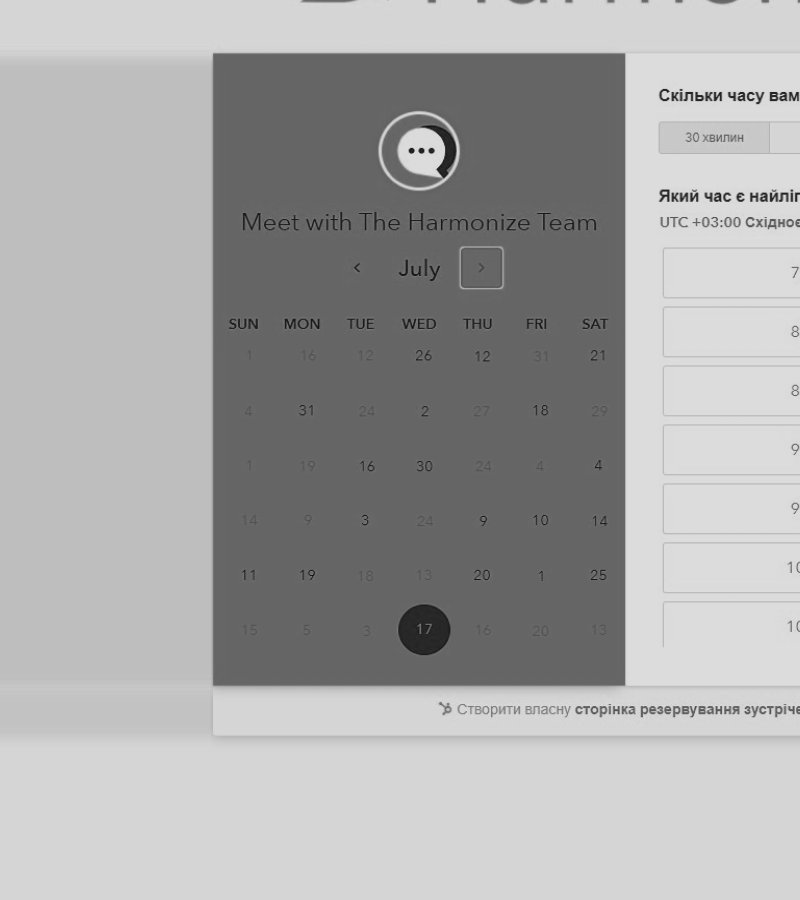 Скільки часу вам
30 хвилин
Meet with The Harmonize Team
July
SUN MON TUE WED THU FRI SAT
1 16 12 26 12 31 21
4 31 24 2 27 18 29
1 19 16 30 24 4 4
14 9 3 24 9 10 14
11 19 18 13 20 1 25
15 5 3 17 16 20 13
Який час є
UTC +03:00
7
8
8
9
9
10
10
Створити власну сторінка резервування